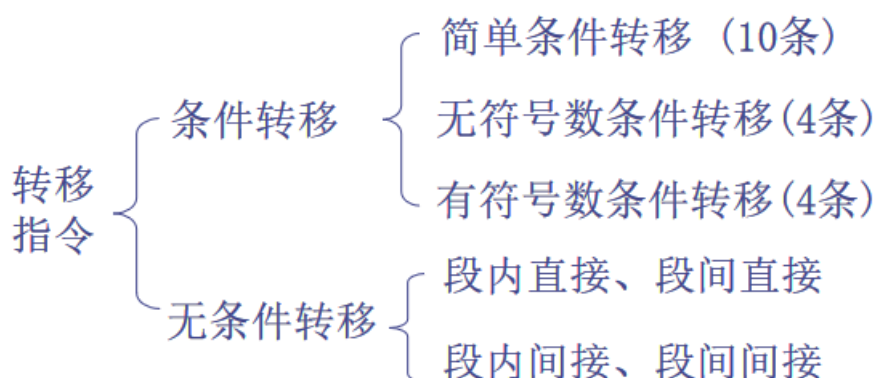 转移
指令
条件转移
简单条件转移 (10条)
无符号数条件转移(4条)
有符号数条件转移(4条)
无条件转移
段内直接、段间直接
段内间接、段间间接